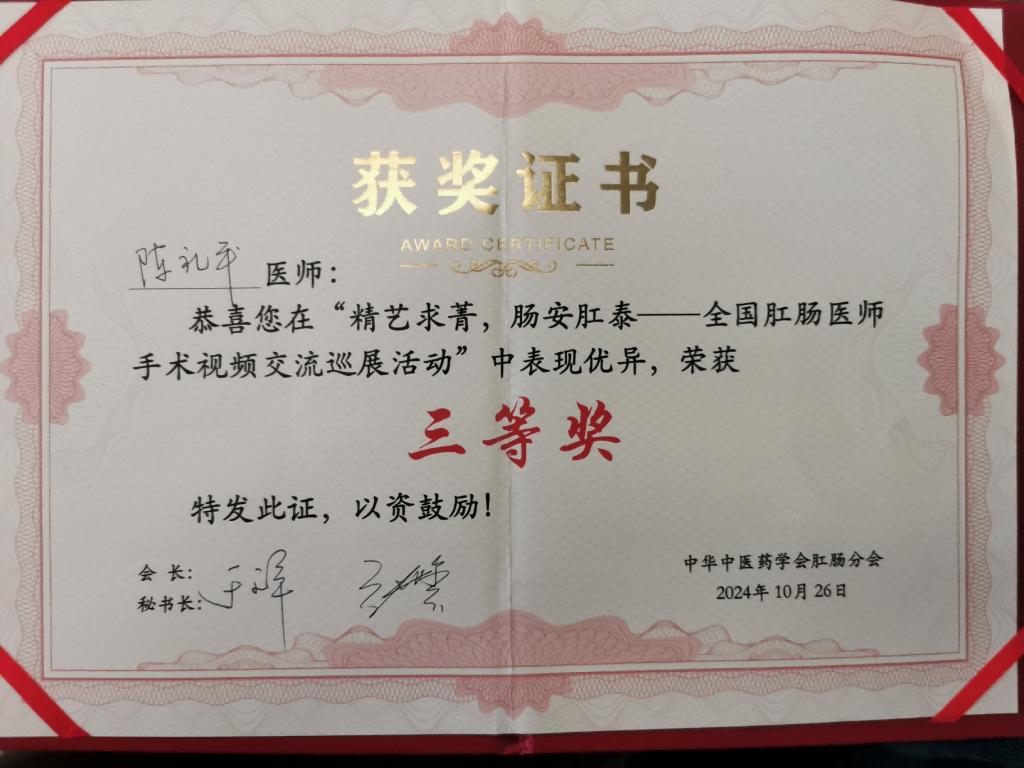 获奖证书
AWARD CERTIFICATE
陈礼平 医师：
恭喜您在“精艺求菁，肠安肛泰——全国肛肠医师
手术视频交流巡展活动”中表现优异，荣获
三等奖
特发此证，以资鼓励！
会 长：
秘书长：
中华中医药学会肛肠分会
2024年 10月 26日